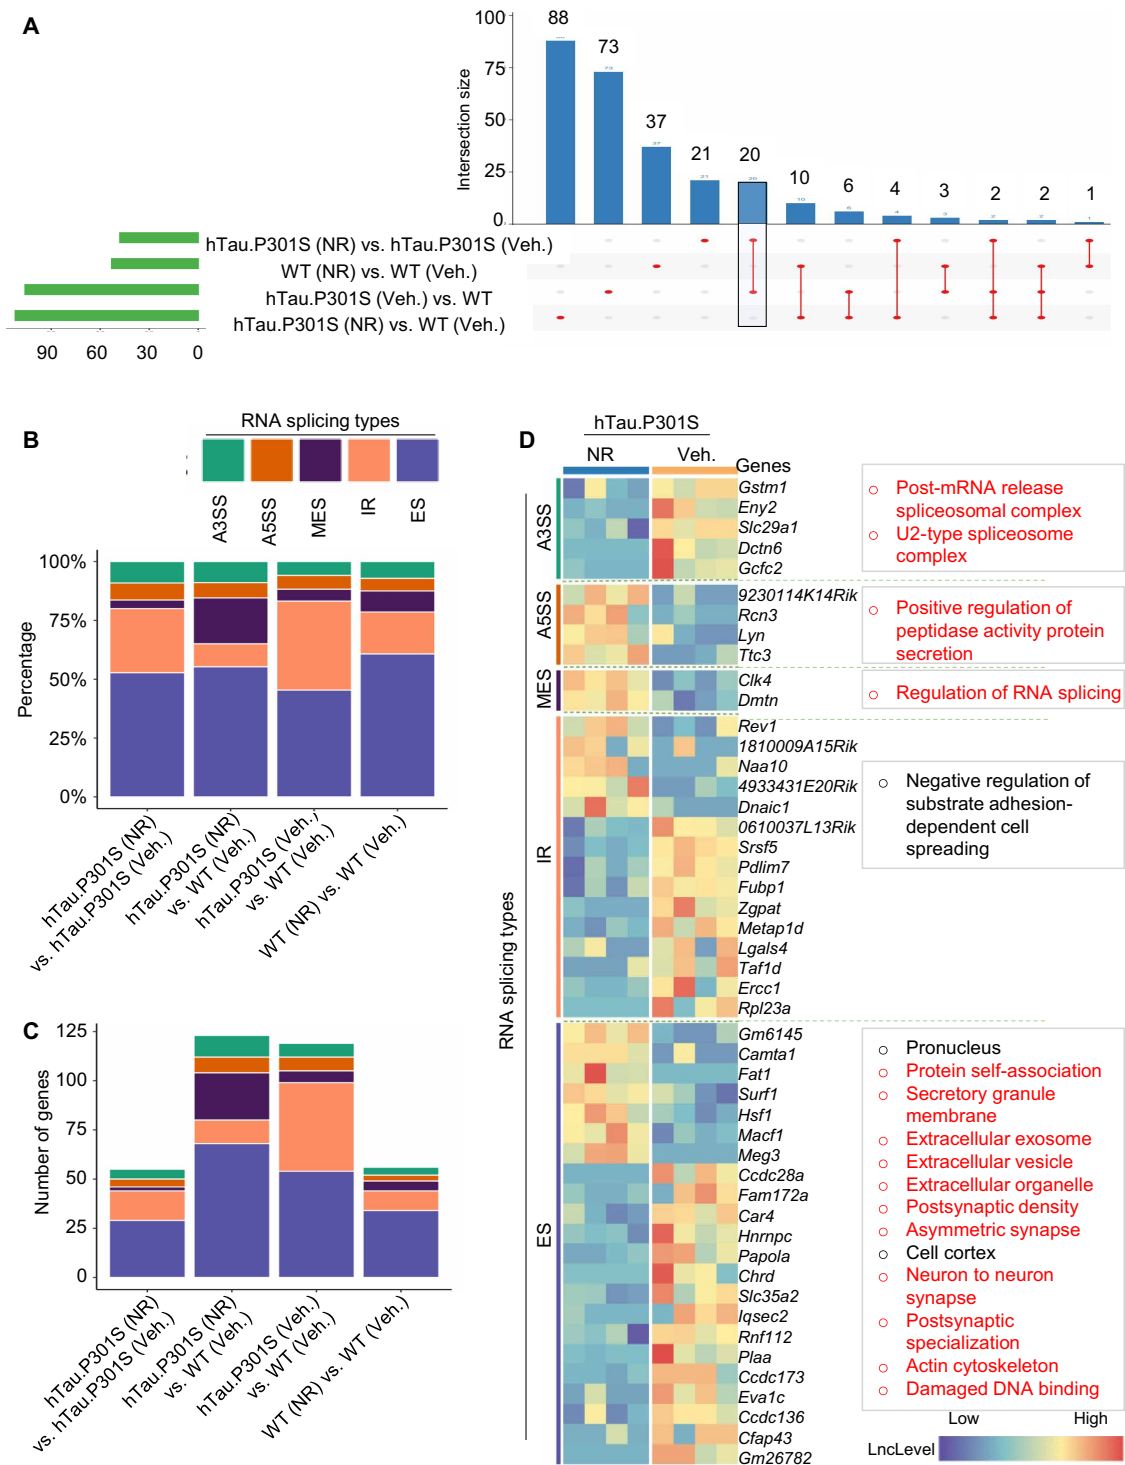 A
Intersection size
100
75
50
25
0
88
73
37
21
20
10
6
4
3
2
2
1
hTau.P301S (NR) vs. hTau.P301S (Veh.)
WT (NR) vs. WT (Veh.)
hTau.P301S (Veh.) vs. WT
hTau.P301S (NR) vs. WT (Veh.)
90 60 30 0
B
RNA splicing types
A3SS
A5SS
MES
IR
ES
Percentage
100%
75%
50%
25%
0%
hTau.P301S (NR)
vs. hTau.P301S (Veh.)
hTau.P301S (NR)
vs. WT (Veh.)
hTau.P301S (Veh.)
vs. WT (Veh.)
WT (NR) vs. WT (Veh.)
C
Number of genes
125
100
75
50
25
0
hTau.P301S (NR)
vs. hTau.P301S (Veh.)
hTau.P301S (NR)
vs. WT (Veh.)
hTau.P301S (Veh.)
vs. WT (Veh.)
WT (NR) vs. WT (Veh.)
D
hTau.P301S
NR Veh.
Genes
RNA splicing types
A3SS
Gstm1
Eny2
Slc29a1
Dctn6
Gcfc2
Post-mRNA release
spliceosomal complex
U2-type spliceosome
complex
A5SS
9230114K14Rik
Rcn3
Lyn
Ttc3
Positive regulation of
peptidase activity protein
secretion
MES
Clk4
Dmtn
Regulation of RNA splicing
IR
Rev1
1810009A15Rik
Naa10
4933431E20Rik
Dnaic1
0610037L13Rik
Srsf5
Pdlim7
Fubp1
Zgpat
Metap1d
Lgals4
Taf1d
Ercc1
Rpl23a
Negative regulation of
substrate adhesion-
dependent cell
spreading
ES
Gm6145
Camta1
Fat1
Surf1
Hsf1
Macf1
Meg3
Ccdc28a
Fam172a
Car4
Hnrnpc
Papola
Chrd
Slc35a2
Iqsec2
Rnf112
Plaa
Ccdc173
Eva1c
Ccdc136
Cfap43
Gm26782
Pronucleus
Protein self-association
Secretory granule
membrane
Extracellular exosome
Extracellular vesicle
Extracellular organelle
Postsynaptic density
Asymmetric synapse
Cell cortex
Neuron to neuron
synapse
Postsynaptic
specialization
Actin cytoskeleton
Damaged DNA binding
Low High
LncLevel